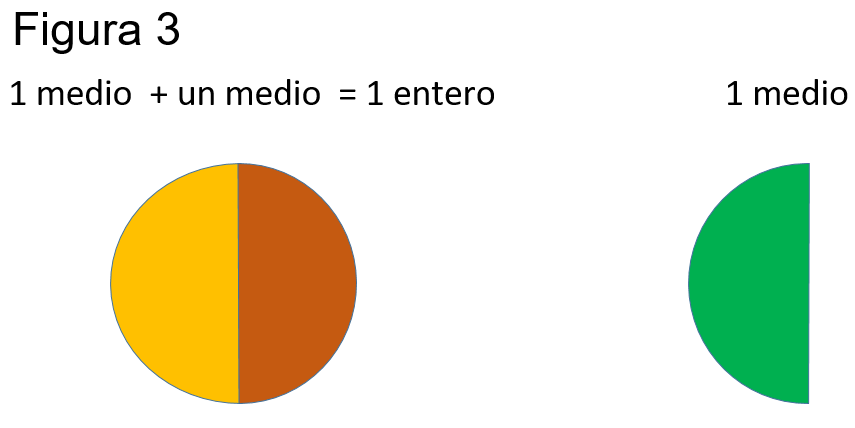 Figura 3
1 medio + un medio = 1 entero
1 medio